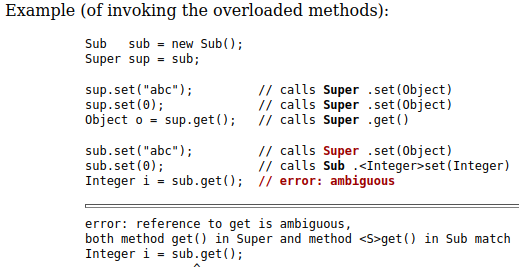 Example (of invoking the overloaded methods):
Sub   sub = new Sub();
Super sup = sub;
sup.set("abc");         // calls Super .set(Object)
sup.set(0);             // calls Super .set(Object)
Object o = sup.get();   // calls Super .get()
sub.set("abc");         // calls Super .set(Object)
sub.set(0);             // calls Sub .<Integer>set(Integer)
Integer i = sub.get();  // error: ambiguous
error: reference to get is ambiguous,
both method get() in Super and method <S>get() in Sub match
Integer i = sub.get();
               ^